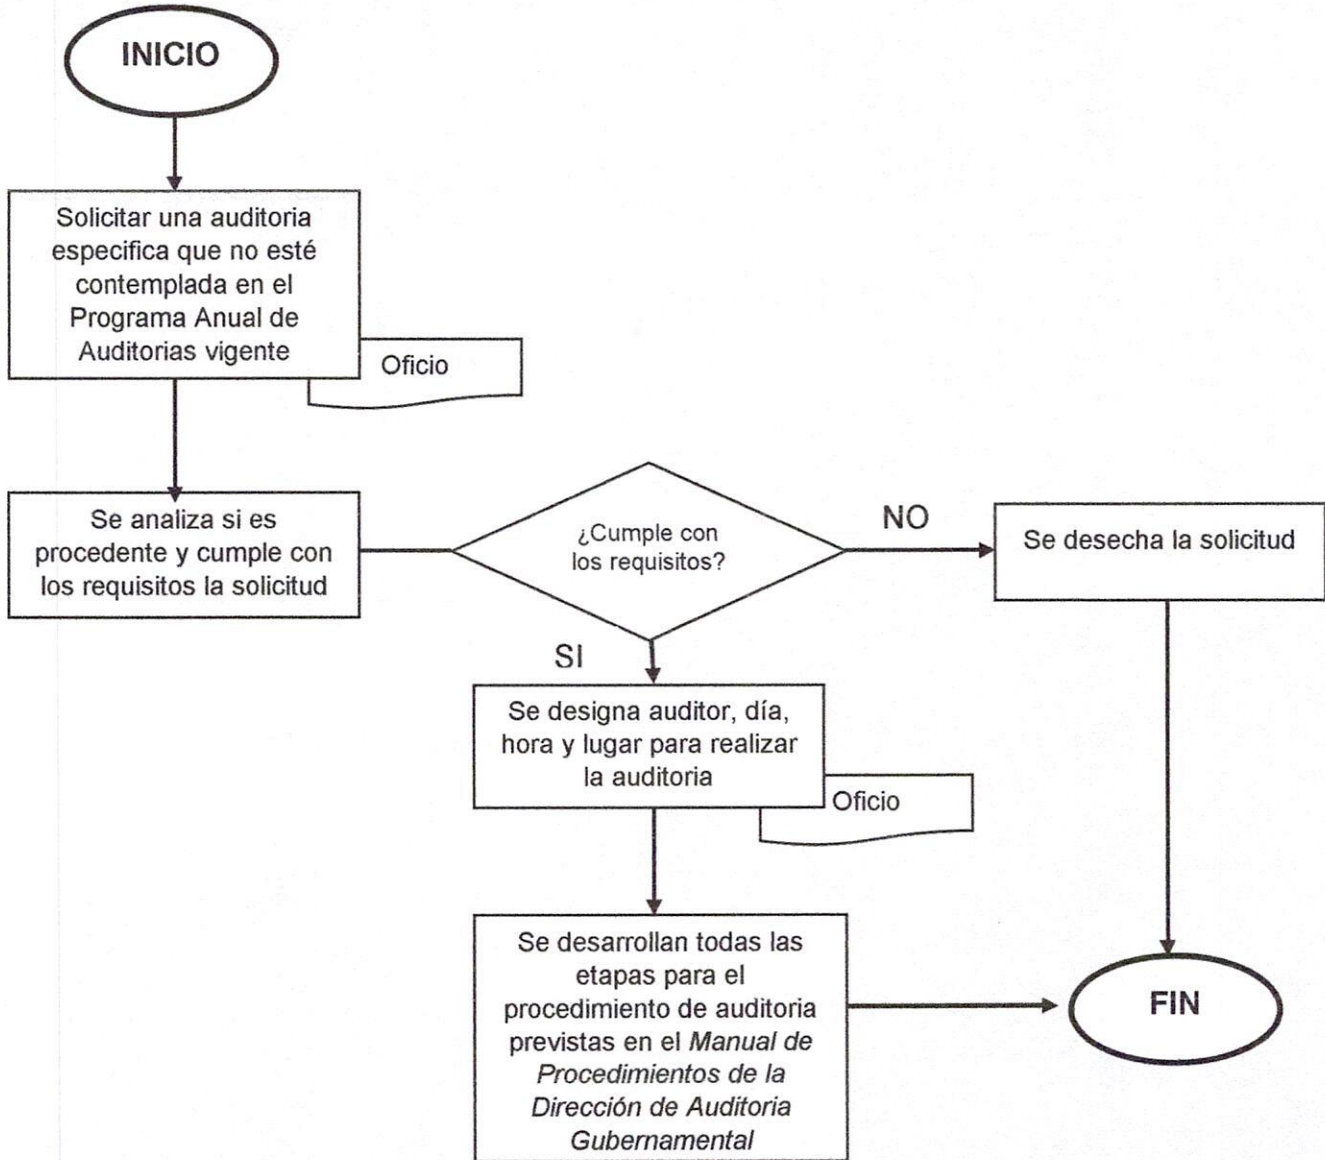 INICIO
Solicitar una auditoria
especifica que no esté
contemplada en el
Programa Anual de
Auditorias vigente
Oficio
Se analiza si es
procedente y cumple con
los requisitos la solicitud
¿Cumple con
los requisitos?
NO
Se desecha la solicitud
SI
Se designa auditor, día,
hora y lugar para realizar
la auditoria
Oficio
Se desarrollan todas las
etapas para el
procedimiento de auditoria
previstas en el Manual de
Procedimientos de la
Dirección de Auditoria
Gubernamental
FIN